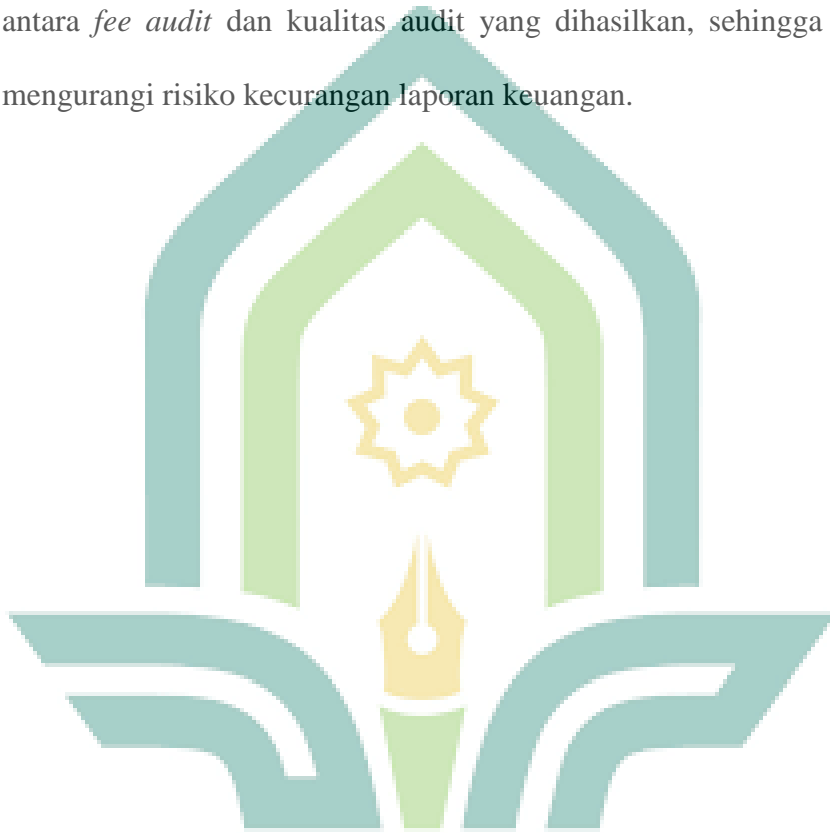 antara fee audit dan kualitas audit yang dihasilkan, sehingga
mengurangi risiko kecurangan laporan keuangan.